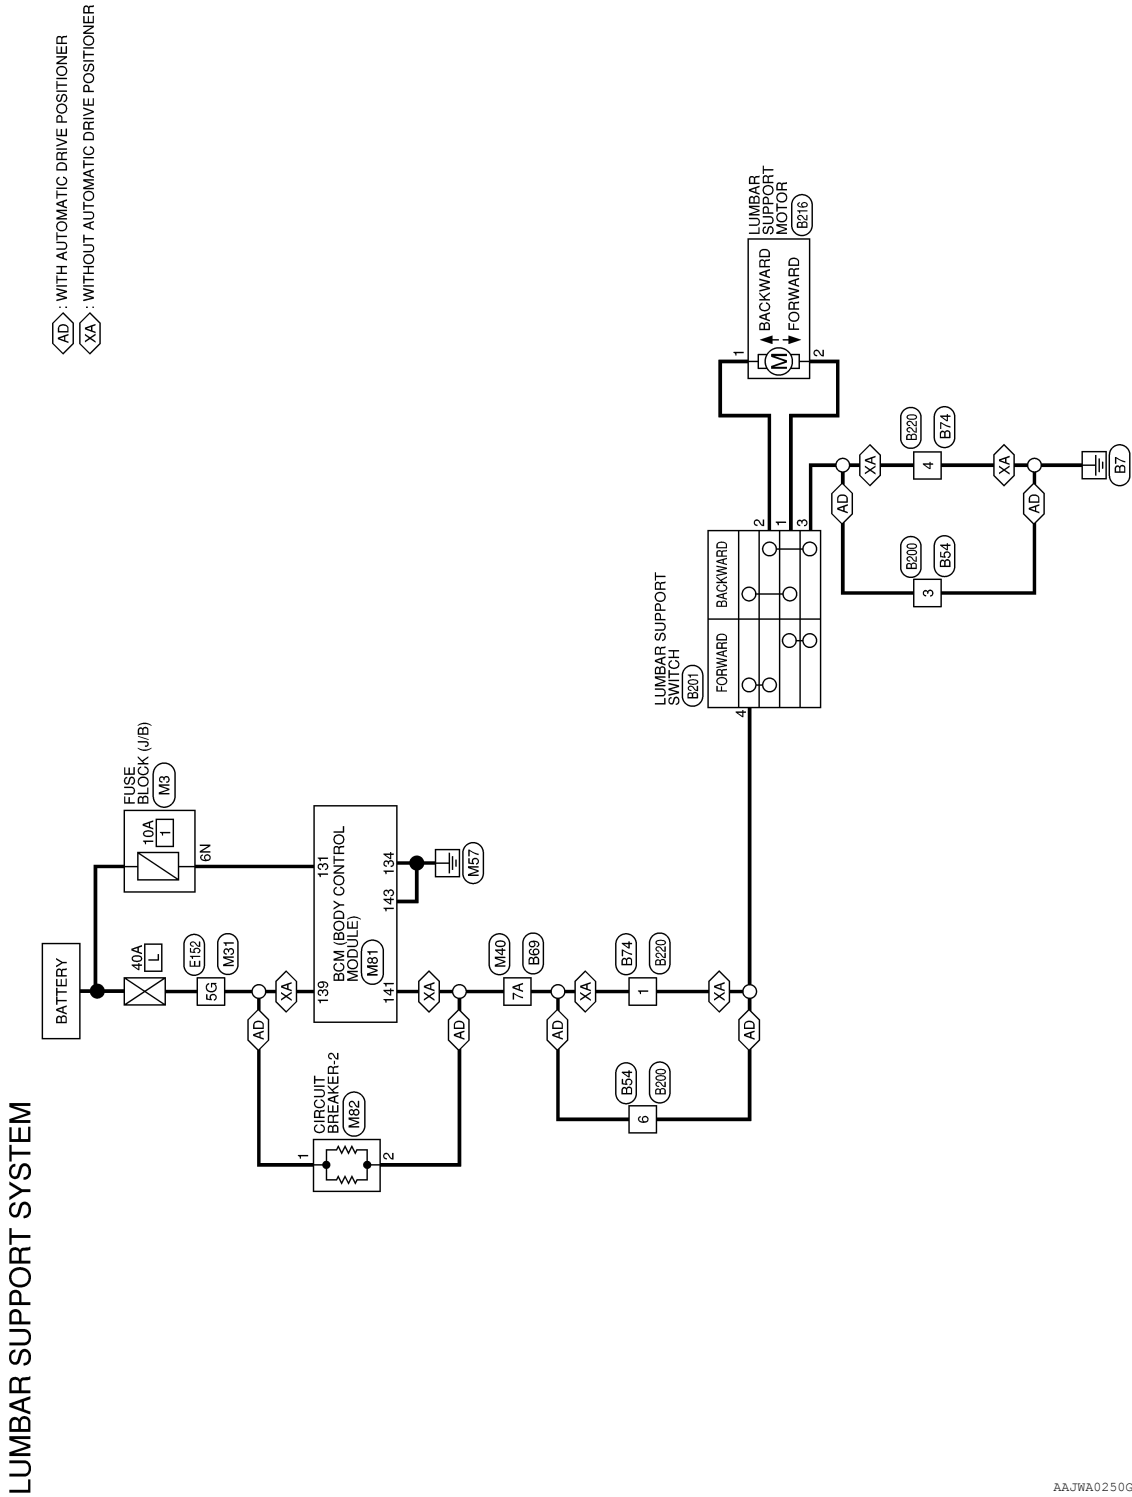 LUMBAR SUPPORT SYSTEM
AD : WITH AUTOMATIC DRIVE POSITIONER
XA : WITHOUT AUTOMATIC DRIVE POSITIONER
BATTERY
40A
L
E152
5G
M31
AD
XA
FUSE
BLOCK (J/B)
M3
10A
1
6N
CIRCUIT
BREAKER-2
M82
1
2
139
131
BCM (BODY CONTROL
MODULE)
M81
141
143
134
M57
XA
AD
M40
7A
B69
AD
XA
B54
6
B200
B74
1
B220
XA
AD
LUMBAR SUPPORT
SWITCH
B201
4
FORWARD
BACKWARD
2
1
3
LUMBAR
SUPPORT
MOTOR
B216
1
M
BACKWARD
FORWARD
2
AD
XA
B200
3
B54
B220
4
B74
XA
AD
B7
AAJWA0250G